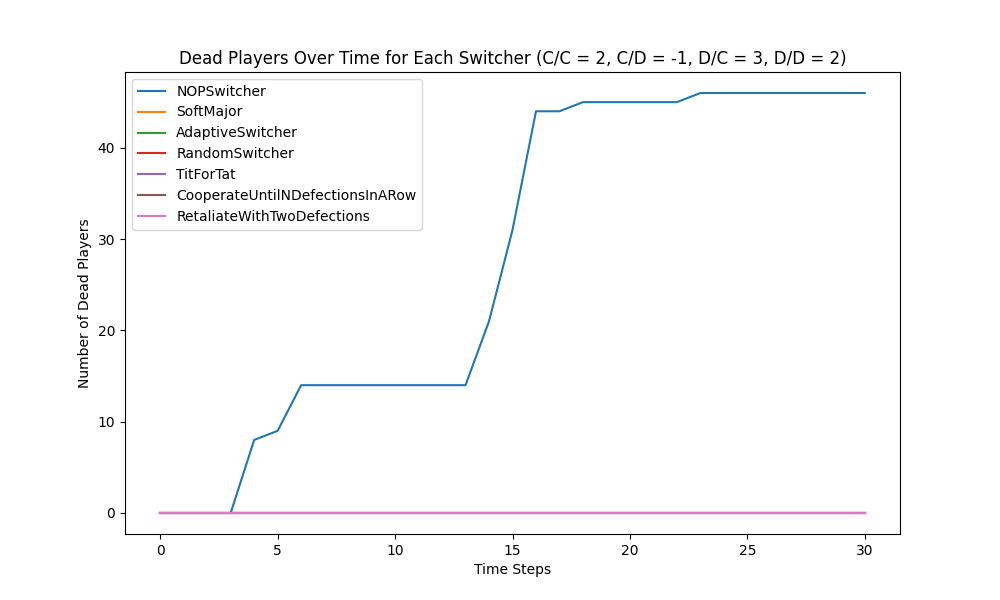 Dead Players Over Time for Each Switcher (C/C = 2, C/D = -1, D/C = 3, D/D = 2)
NOPSwitcher
SoftMajor
AdaptiveSwitcher
RandomSwitcher
TitForTat
CooperateUntilNDefectionsInARow
RetaliateWithTwoDefections
Number of Dead Players
40
30
20
10
0
0 5 10 15 20 25 30
Time Steps